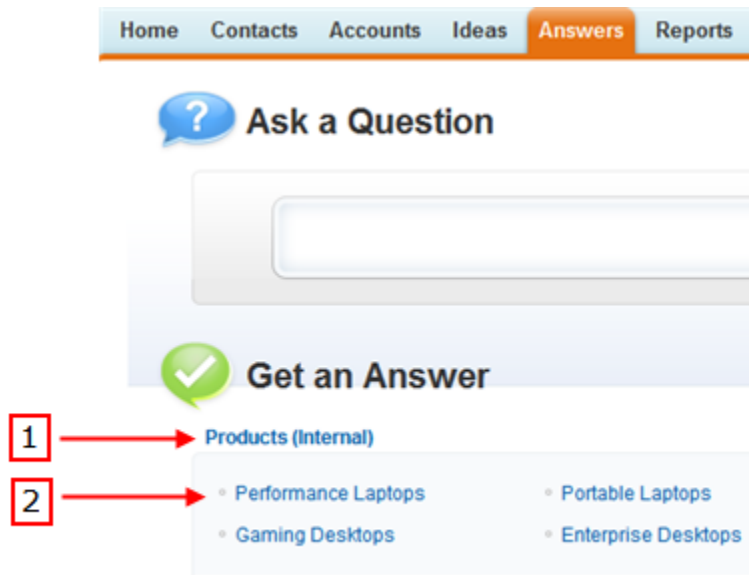 Home Contacts Accounts Ideas Answers Reports
? Ask a Question
Get an Answer
1 Products (Internal)
2 Performance Laptops Portable Laptops
Gaming Desktops Enterprise Desktops